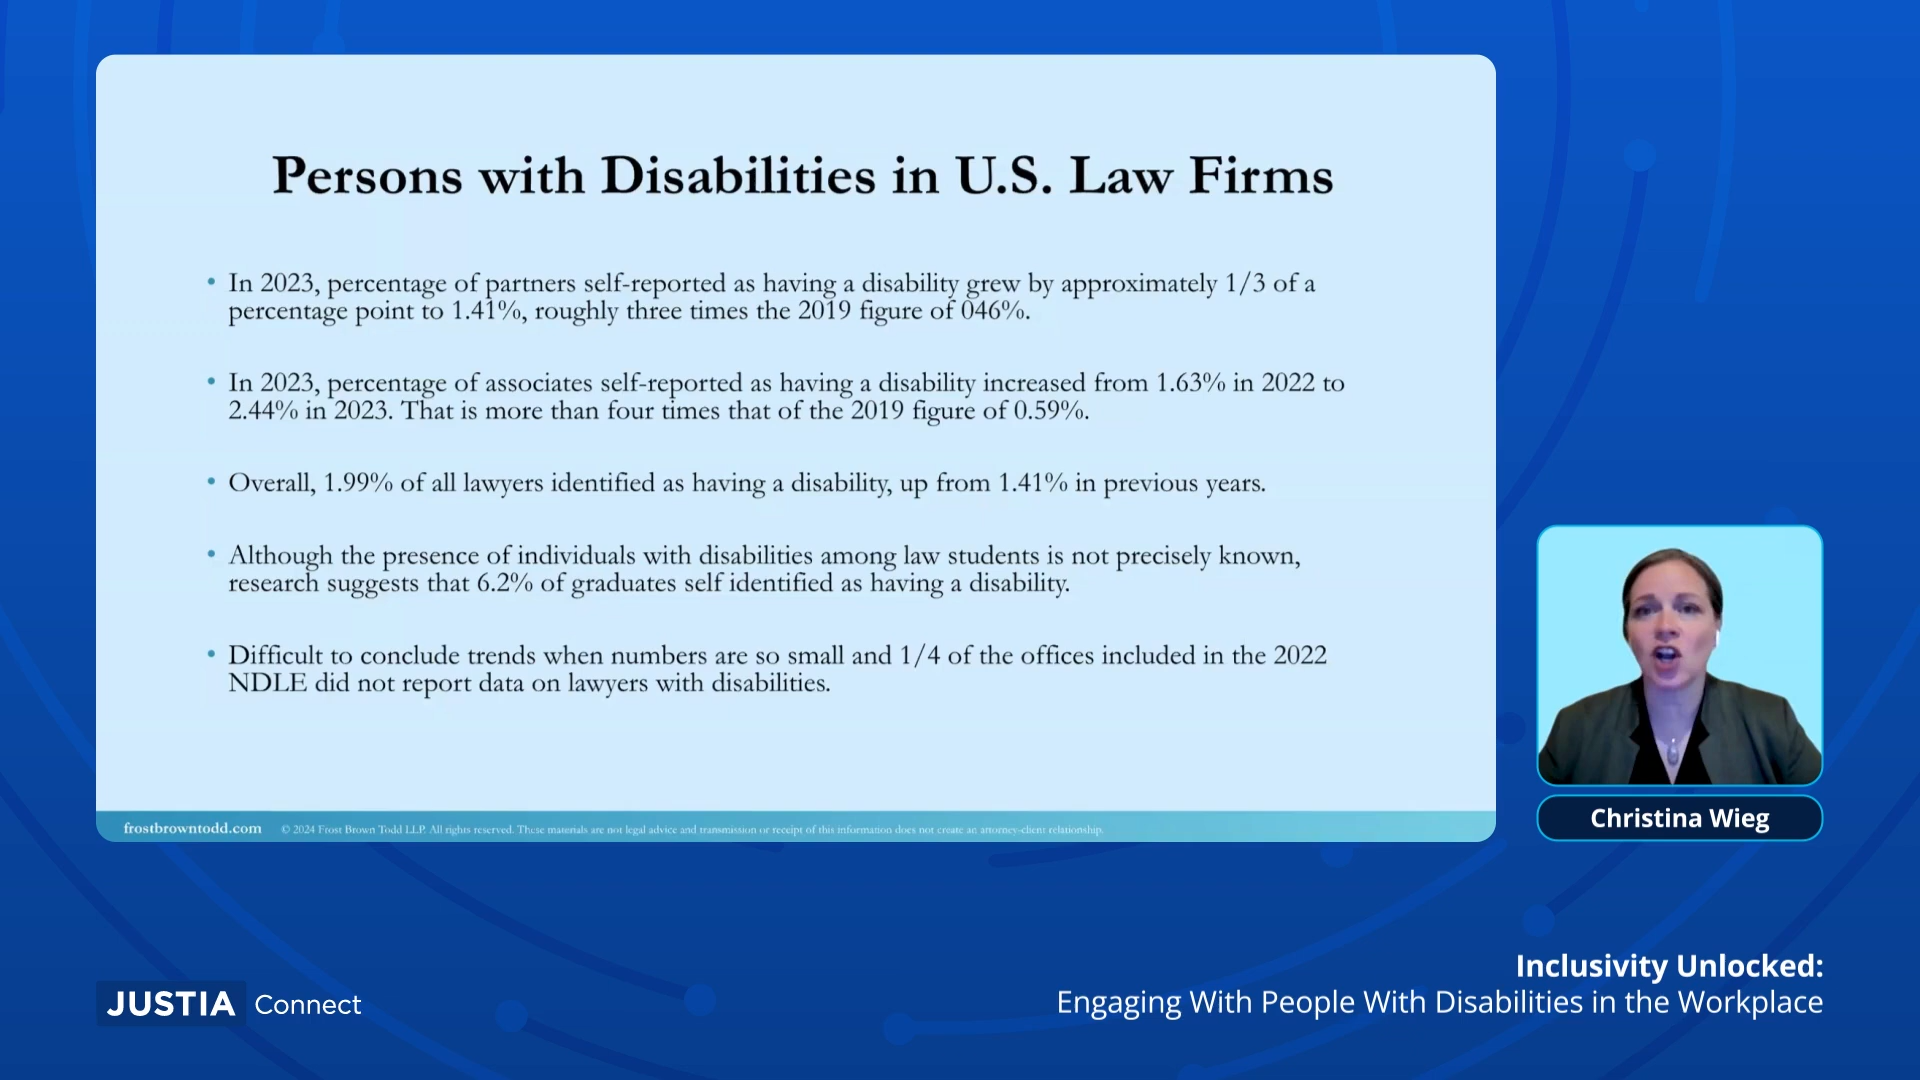 Persons with Disabilities in U.S. Law Firms
• In 2023, percentage of partners self-reported as having a disability grew by approximately 1/3 of a
percentage point to 1.41%, roughly three times the 2019 figure of 046%.
• In 2023, percentage of associates self-reported as having a disability increased from 1.63% in 2022 to
2.44% in 2023. That is more than four times that of the 2019 figure of 0.59%.
• Overall, 1.99% of all lawyers identified as having a disability, up from 1.41% in previous years.
• Although the presence of individuals with disabilities among law students is not precisely known,
research suggests that 6.2% of graduates self identified as having a disability.
• Difficult to conclude trends when numbers are so small and 1/4 of the offices included in the 2022
NDLE did not report data on lawyers with disabilities.
frostbrowntodd.com © 2024 Frost Brown Todd LLP. All rights reserved. These materials are not legal advice and transmission or receipt of this information does not create an attorney-client relationship.
Christina Wieg
Inclusivity Unlocked:
Engaging With People With Disabilities in the Workplace
JUSTIA Connect